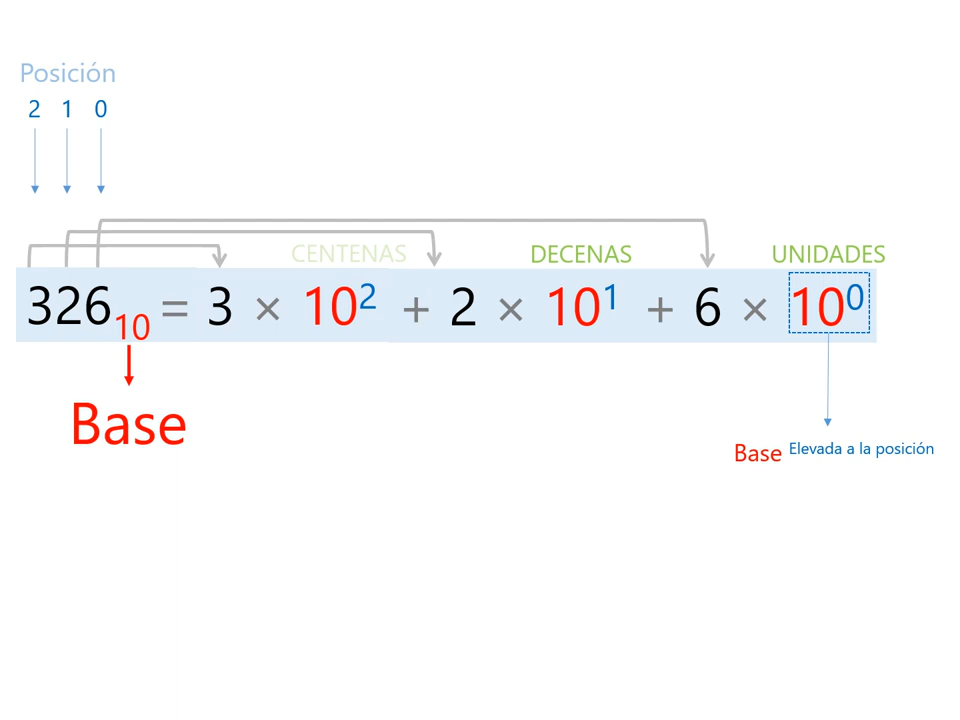 Posición
2 1 0
CENTENAS DECENAS UNIDADES
326₁₀ = 3 × 10² + 2 × 10¹ + 6 × 10⁰
Base
Base Elevada a la posición